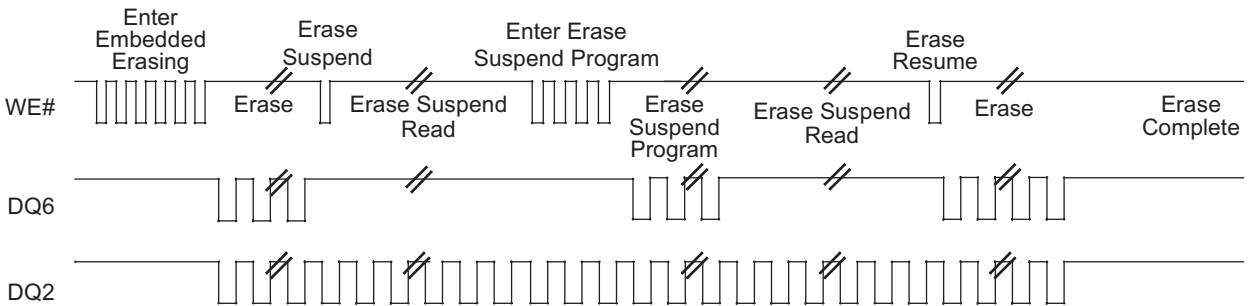 Enter
Embedded
Erasing
Erase
Suspend
Enter Erase
Suspend Program
Erase
Resume
WE#
Erase
Erase Suspend
Read
Erase
Suspend
Program
Erase Suspend
Read
Erase
Erase
Complete
DQ6
DQ2